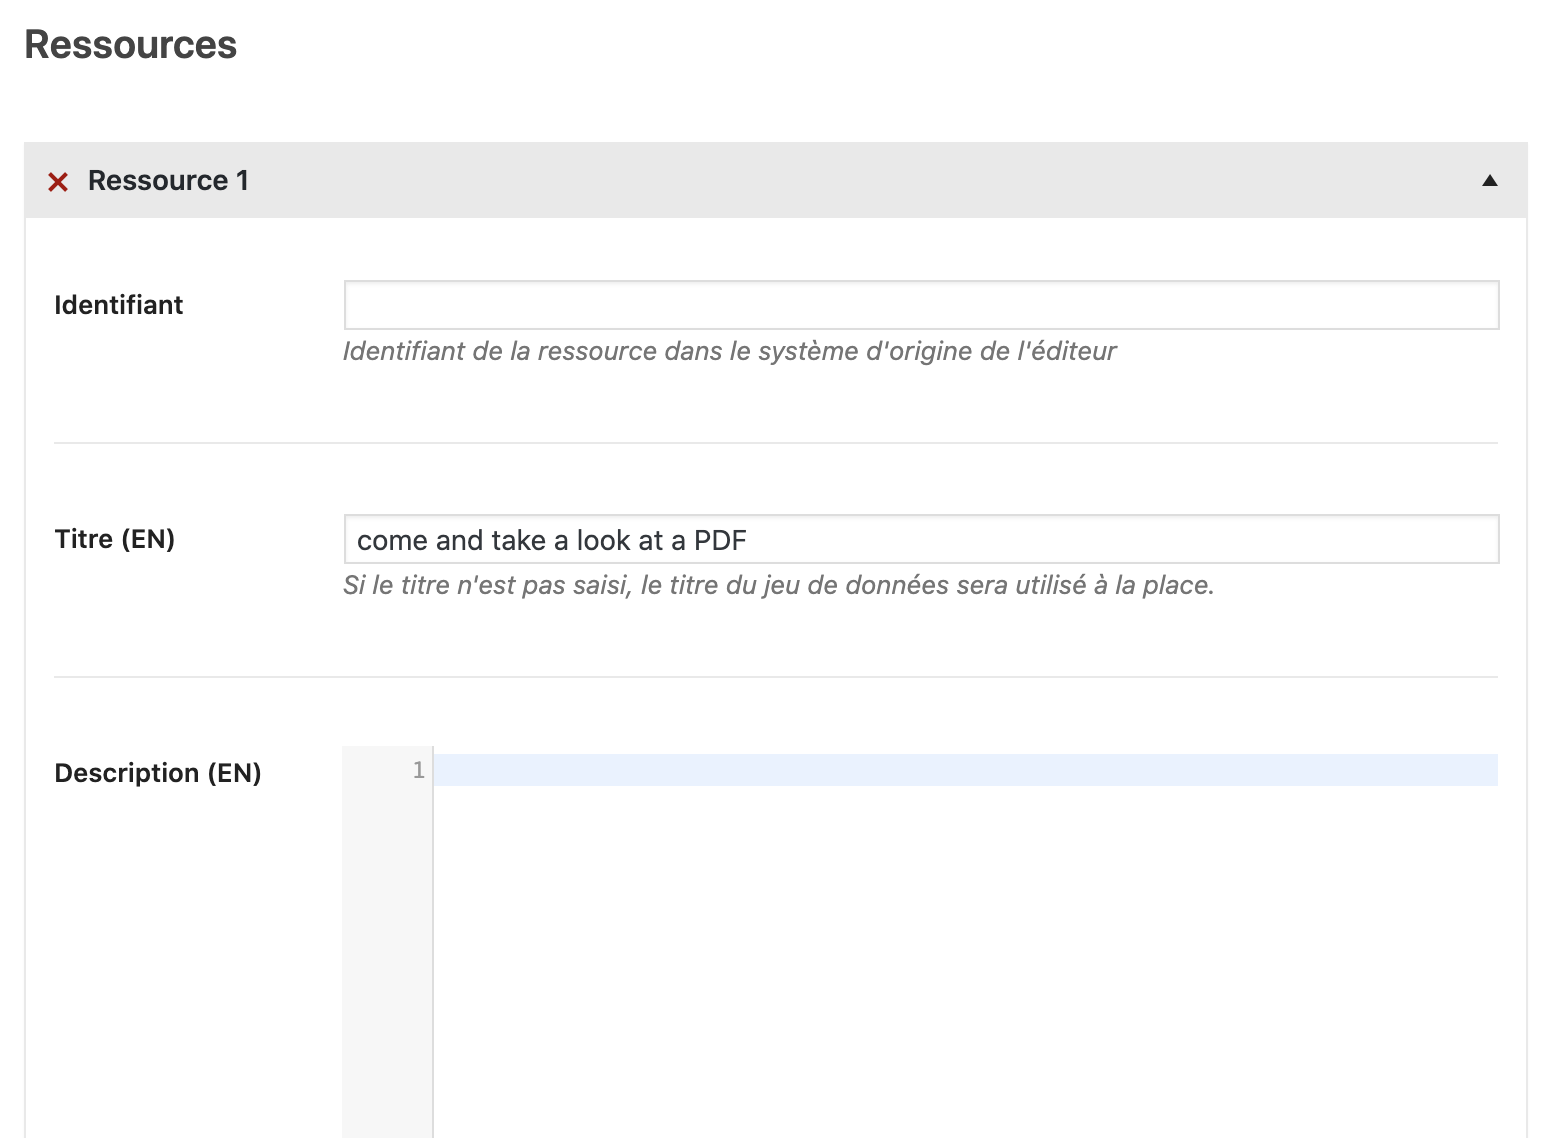 Ressources
Ressource 1
Identifiant
Identifiant de la ressource dans le système d'origine de l'éditeur
Titre (EN)
come and take a look at a PDF
Si le titre n'est pas saisi, le titre du jeu de données sera utilisé à la place.
Description (EN)
1